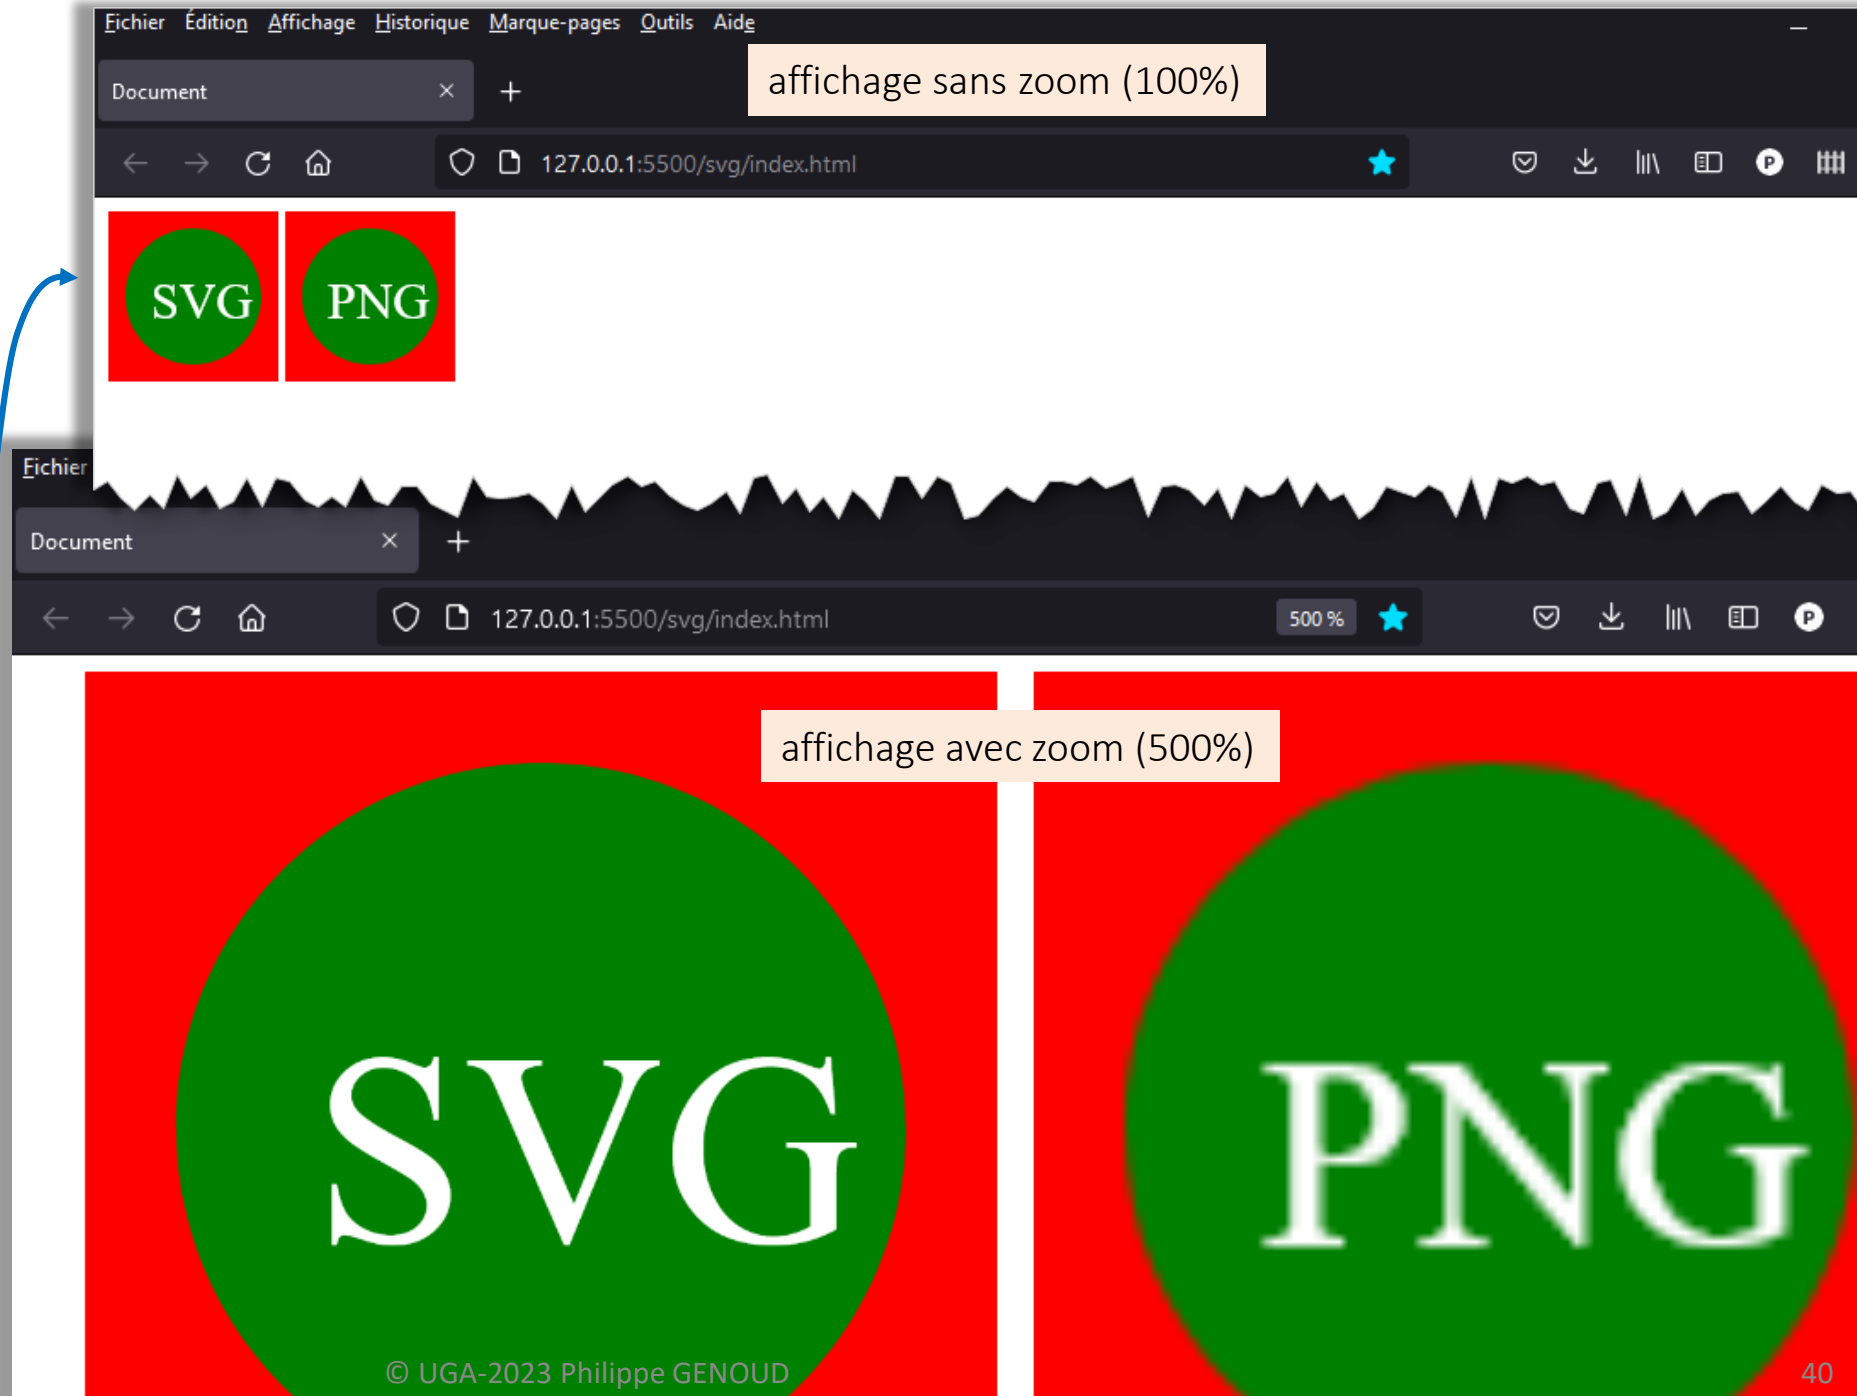 Fichier Édition Affichage Historique Marque-pages Outils Aide
affichage sans zoom (100%)
Document
127.0.0.1:5500/svg/index.html
P
SVG PNG
Fichier
Document
127.0.0.1:5500/svg/index.html 500 %
P
affichage avec zoom (500%)
SVG PNG
© UGA-2023 Philippe GENOUD 40